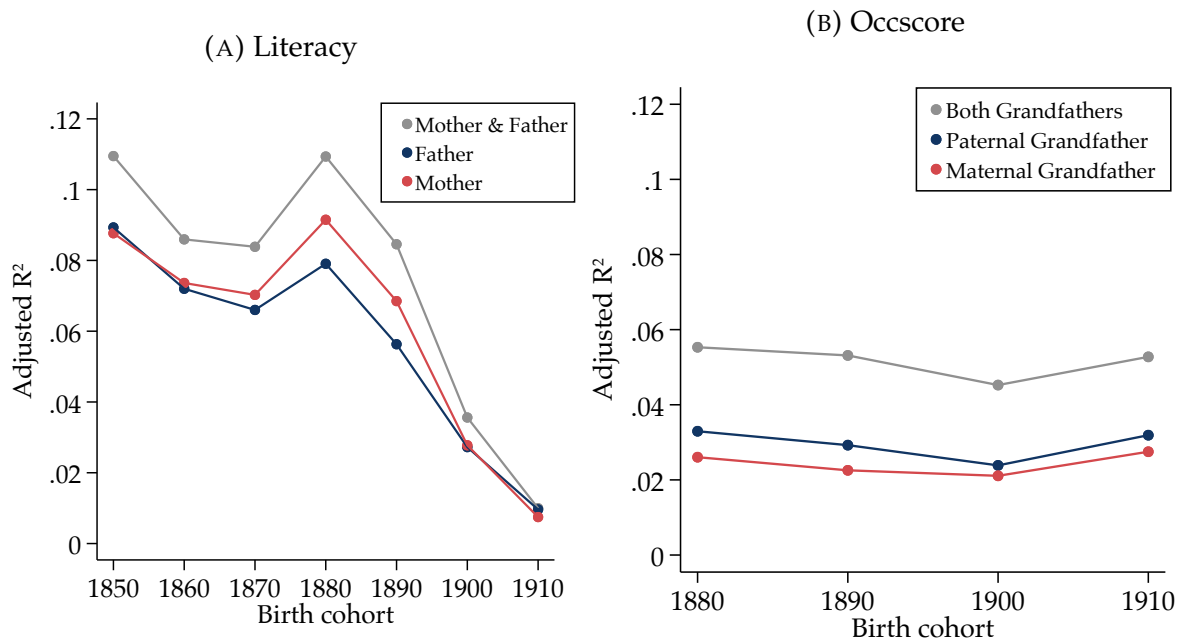 (A) Literacy
Adjusted R²
.12
.1
.08
.06
.04
.02
0
Mother & Father
Father
Mother
1850 1860 1870 1880 1890 1900 1910
Birth cohort
(B) Occscore
Adjusted R²
.12
.1
.08
.06
.04
.02
0
Both Grandfathers
Paternal Grandfather
Maternal Grandfather
1880 1890 1900 1910
Birth cohort